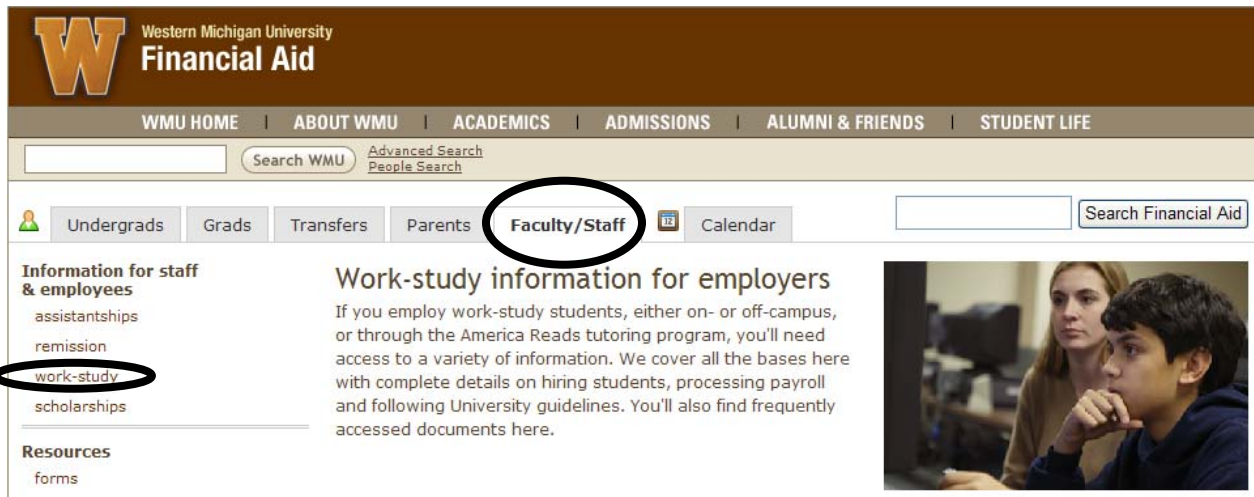 W
Western Michigan University
Financial Aid
WMU HOME | ABOUT WMU | ACADEMICS | ADMISSIONS | ALUMNI & FRIENDS | STUDENT LIFE
Search WMU
Advanced Search
People Search
Undergrads Grads Transfers Parents Faculty/Staff 12 Calendar Search Financial Aid
Information for staff
& employees
assistantships
remission
work-study
scholarships
Resources
forms
Work-study information for employers
If you employ work-study students, either on- or off-campus,
or through the America Reads tutoring program, you'll need
access to a variety of information. We cover all the bases here
with complete details on hiring students, processing payroll
and following University guidelines. You'll also find frequently
accessed documents here.